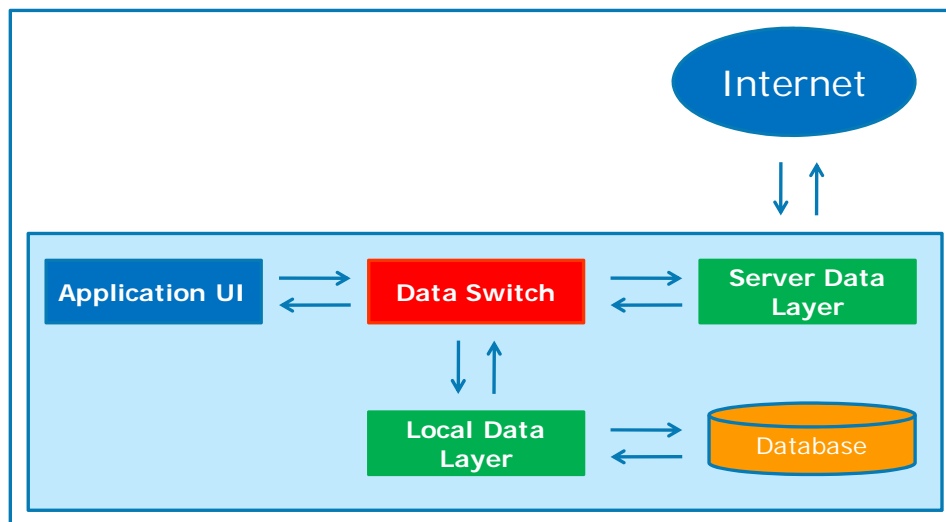 Internet
Application UI
Data Switch
Server Data
Layer
Local Data
Layer
Database